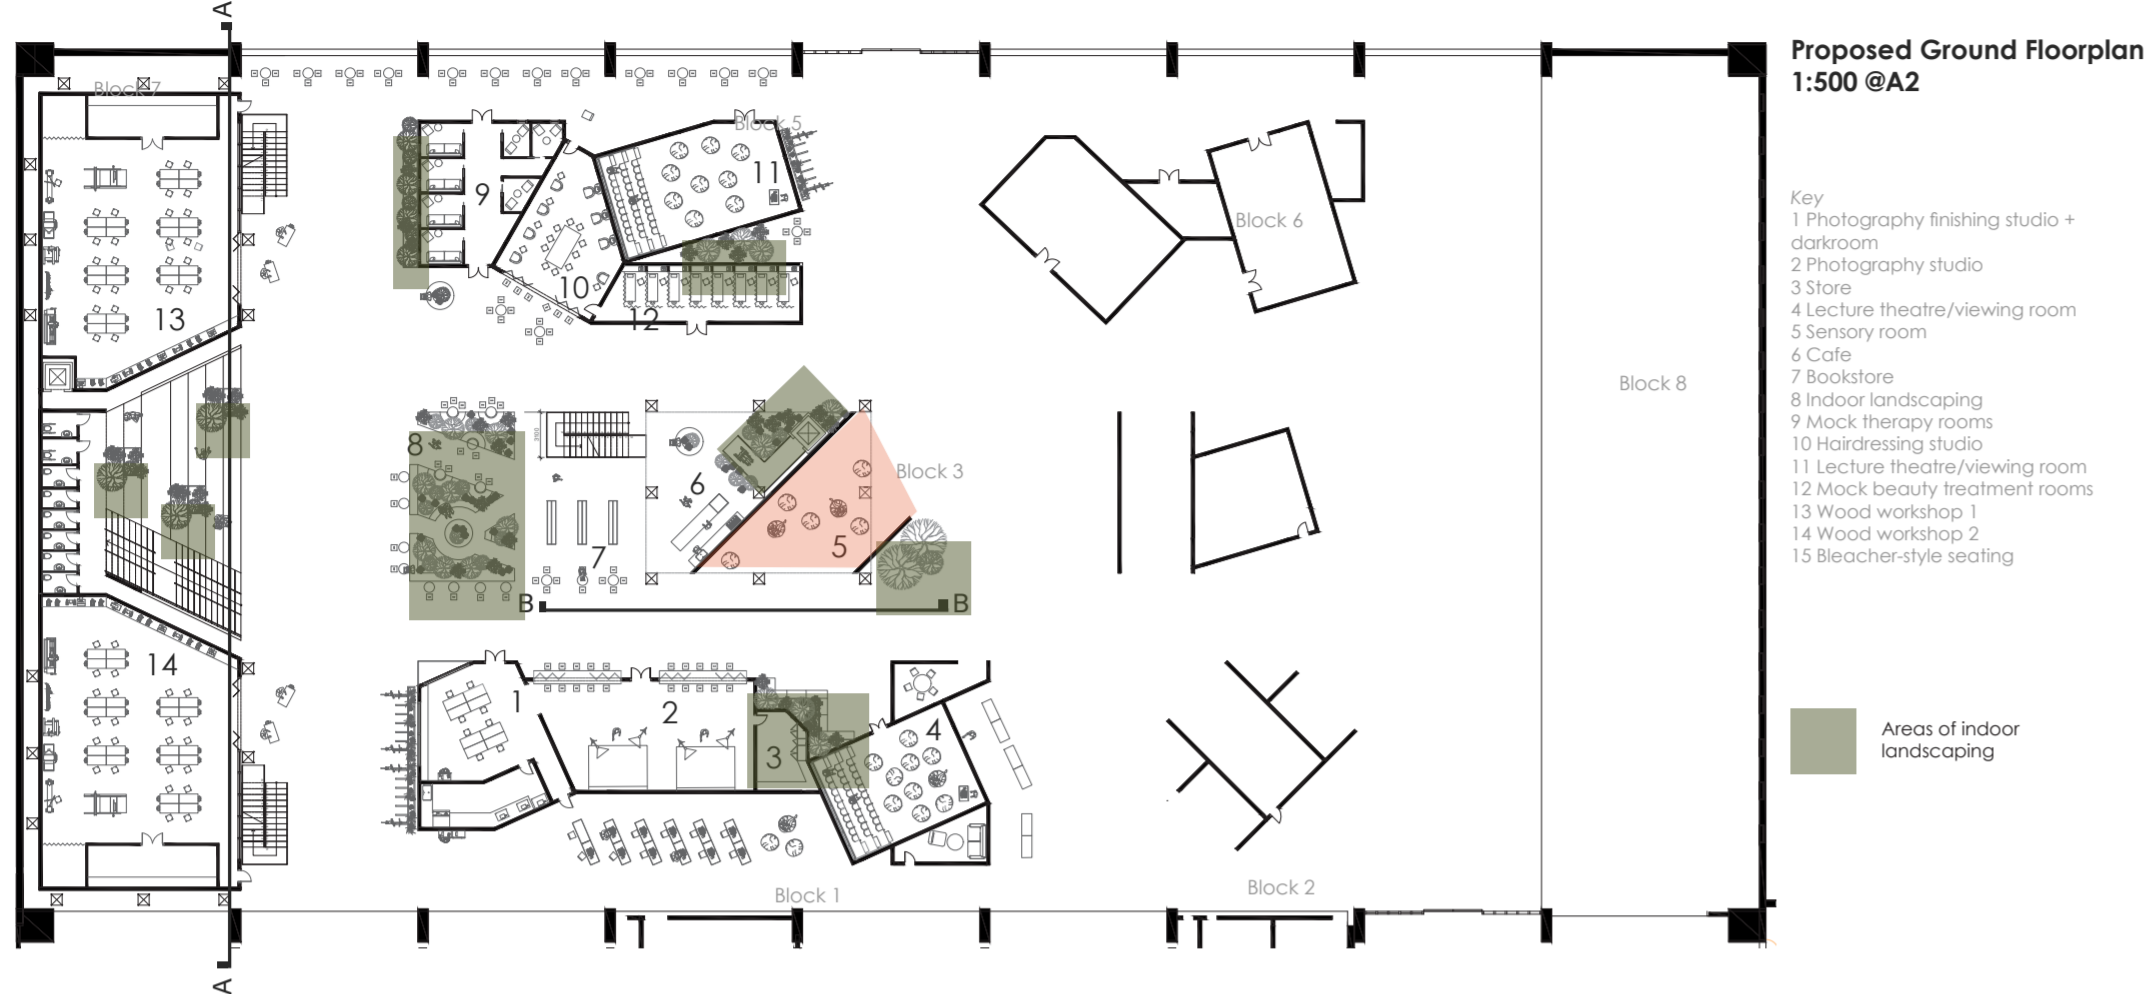 A
Proposed Ground Floorplan
1:500 @A2
Block 7
Block 5
11
9
Key
1 Photography finishing studio +
darkroom
2 Photography studio
3 Store
4 Lecture theatre/viewing room
5 Sensory room
6 Cafe
7 Bookstore
8 Indoor landscaping
9 Mock therapy rooms
10 Hairdressing studio
11 Lecture theatre/viewing room
12 Mock beauty treatment rooms
13 Wood workshop 1
14 Wood workshop 2
15 Bleacher-style seating
Block 6
10
13
12
Block 8
8
Block 3
6
5
7
B
B
14
1
2
4
3
Areas of indoor
landscaping
Block 1
Block 2
A